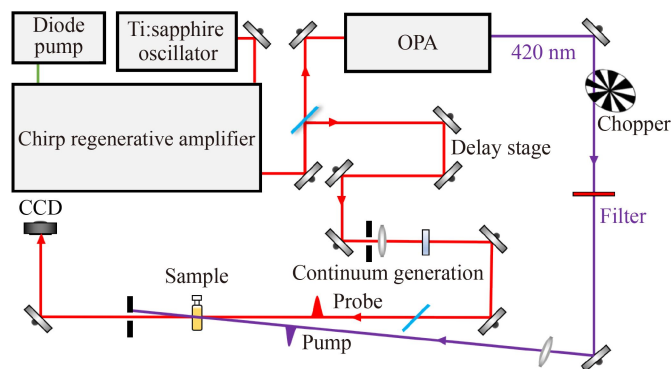 Diode
pump
Ti:sapphire
oscillator
OPA
420 nm
Chopper
Chirp regenerative amplifier
Delay stage
CCD
Filter
Continuum generation
Sample
Probe
Pump